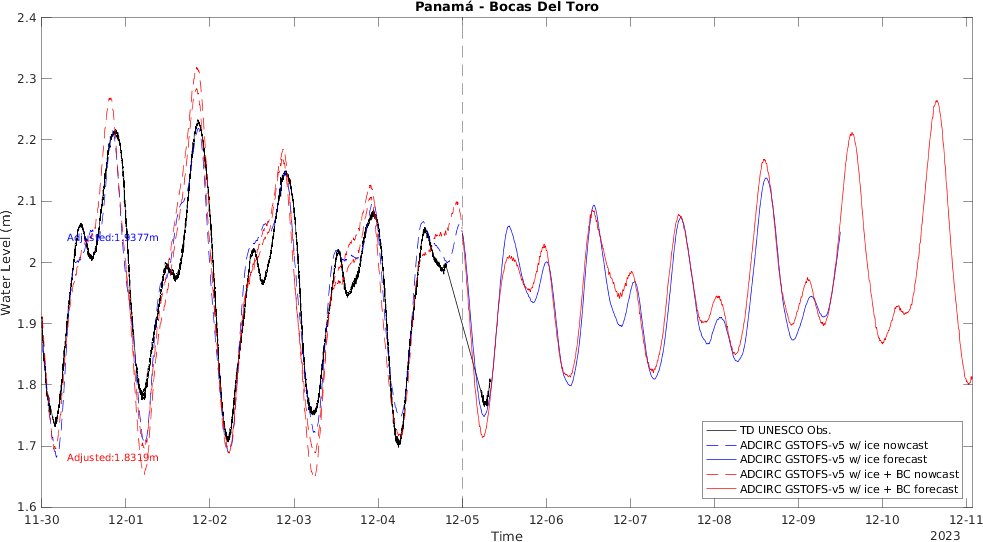 Panamá - Bocas Del Toro
2.4
2.3
2.2
2.1
2
1.9
1.8
1.7
1.6
Water Level (m)
Adjusted:1.9377m
Adjusted:1.8319m
TD UNESCO Obs.
ADCIRC GSTOFS-v5 w/ ice nowcast
ADCIRC GSTOFS-v5 w/ ice forecast
ADCIRC GSTOFS-v5 w/ ice + BC nowcast
ADCIRC GSTOFS-v5 w/ ice + BC forecast
11-30 12-01 12-02 12-03 12-04 12-05 12-06 12-07 12-08 12-09 12-10 12-11
Time
2023